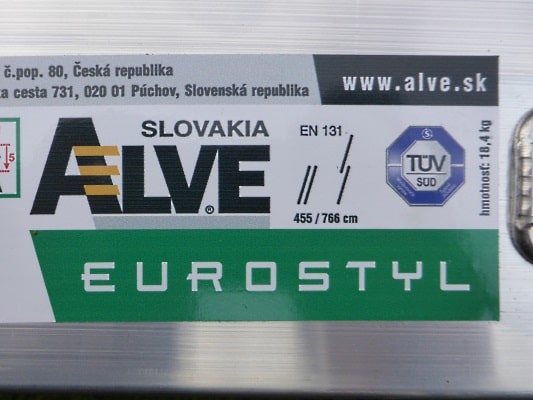 č.pop. 80, Česká republika
cesta 731, 020 01 Púchov, Slovenská republika
www.alve.sk
5
SLOVAKIA
ALVE®
EN 131
455 / 766 cm
S
TÜV
SÜD
hmotnosť: 18,4 kg
EUROSTYL